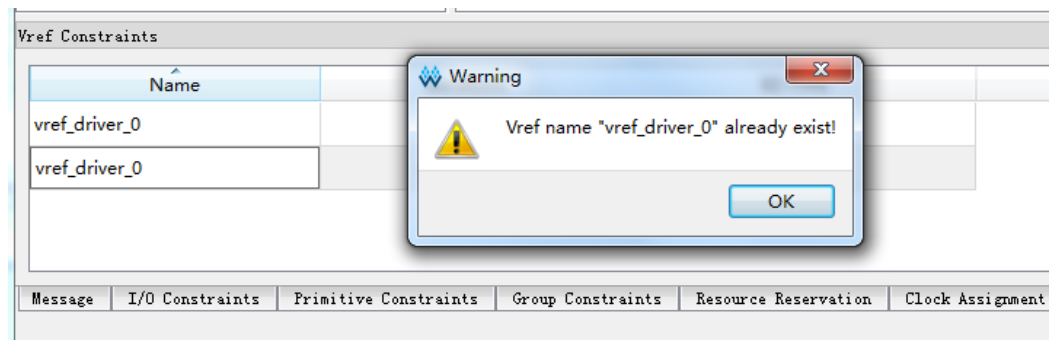 Vref Constraints
Name
vref_driver_0
vref_driver_0
Warning
Vref name "vref_driver_0" already exist!
OK
Message I/O Constraints Primitive Constraints Group Constraints Resource Reservation Clock Assignment